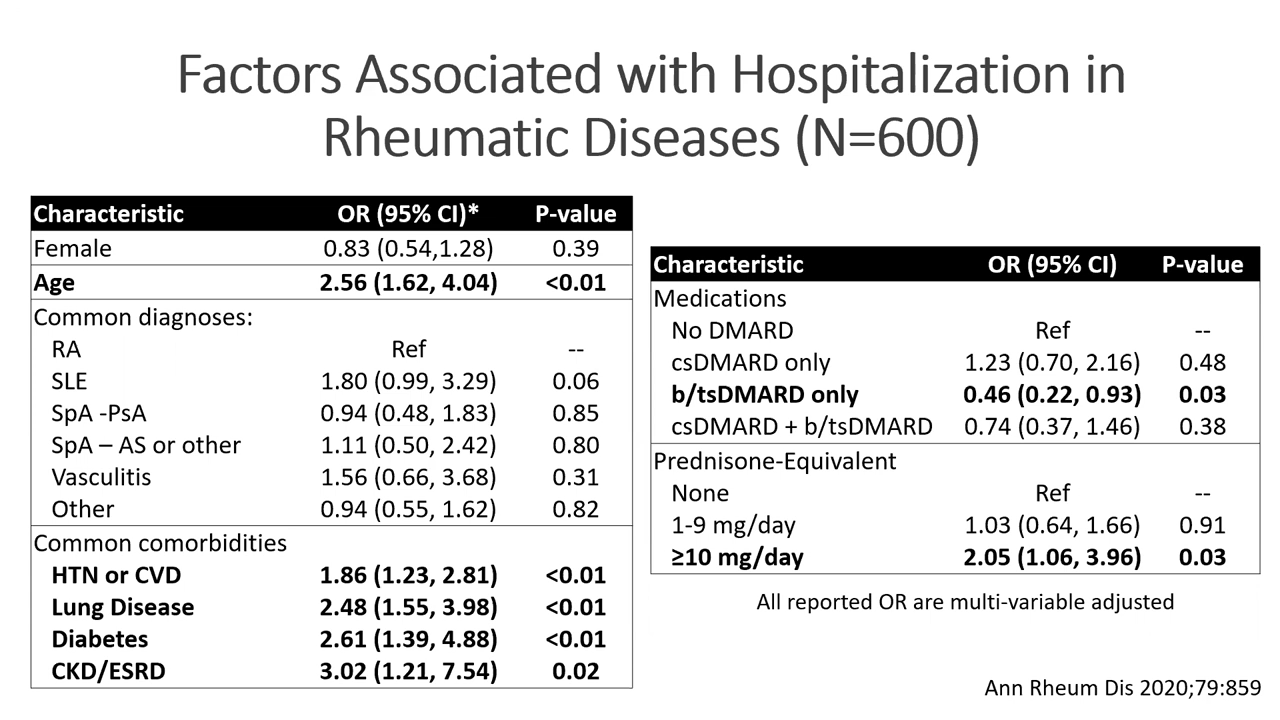 Factors Associated with Hospitalization in
Rheumatic Diseases (N=600)
Characteristic OR (95% CI)* P-value
Female 0.83 (0.54,1.28) 0.39
Age 2.56 (1.62, 4.04) <0.01
Common diagnoses:
RA Ref --
SLE 1.80 (0.99, 3.29) 0.06
SpA -PsA 0.94 (0.48, 1.83) 0.85
SpA – AS or other 1.11 (0.50, 2.42) 0.80
Vasculitis 1.56 (0.66, 3.68) 0.31
Other 0.94 (0.55, 1.62) 0.82
Common comorbidities
HTN or CVD 1.86 (1.23, 2.81) <0.01
Lung Disease 2.48 (1.55, 3.98) <0.01
Diabetes 2.61 (1.39, 4.88) <0.01
CKD/ESRD 3.02 (1.21, 7.54) 0.02
Characteristic OR (95% CI) P-value
Medications
No DMARD Ref --
csDMARD only 1.23 (0.70, 2.16) 0.48
b/tsDMARD only 0.46 (0.22, 0.93) 0.03
csDMARD + b/tsDMARD 0.74 (0.37, 1.46) 0.38
Prednisone-Equivalent
None Ref --
1-9 mg/day 1.03 (0.64, 1.66) 0.91
≥10 mg/day 2.05 (1.06, 3.96) 0.03
All reported OR are multi-variable adjusted
Ann Rheum Dis 2020;79:859